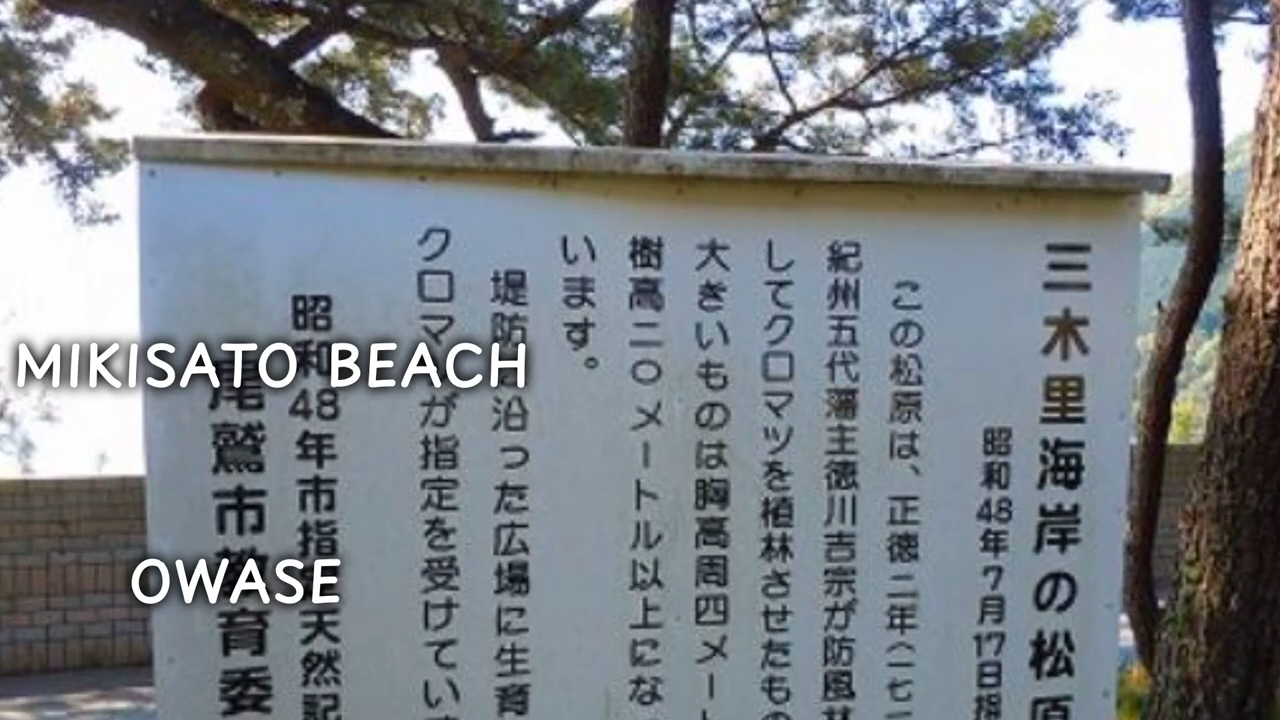 三木里海岸の松原
昭和48年7月17日指
この松原は、正徳二年(一七一
紀州五代藩主徳川吉宗が防風林
してクロマツを植林させたもの
大きいものは胸高周四メート
樹高二〇メートル以上にな
います。
堤防に沿った広場に生育
クロマツが指定を受けてい
昭和48年市指定天然記
尾鷲市教育委
MIKISATO BEACH
OWASE